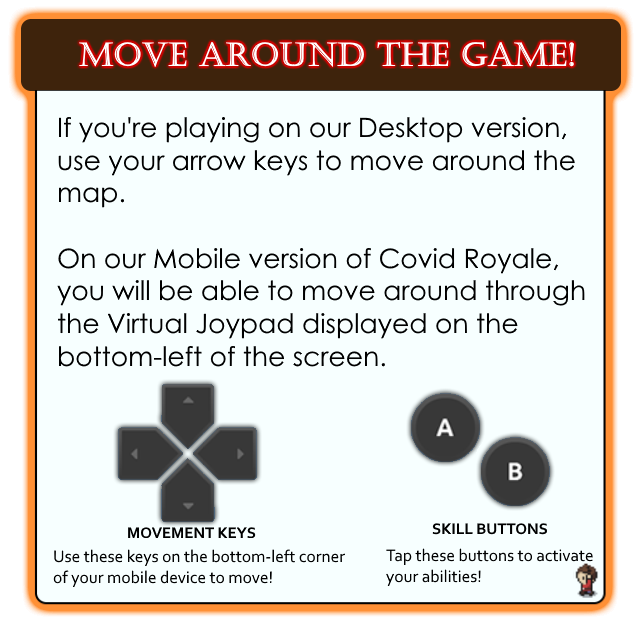 MOVE AROUND THE GAME!
If you're playing on our Desktop version,
use your arrow keys to move around the
map.
On our Mobile version of Covid Royale,
you will be able to move around through
the Virtual Joypad displayed on the
bottom-left of the screen.
A
B
MOVEMENT KEYS
Use these keys on the bottom-left corner
of your mobile device to move!
SKILL BUTTONS
Tap these buttons to activate
your abilities!